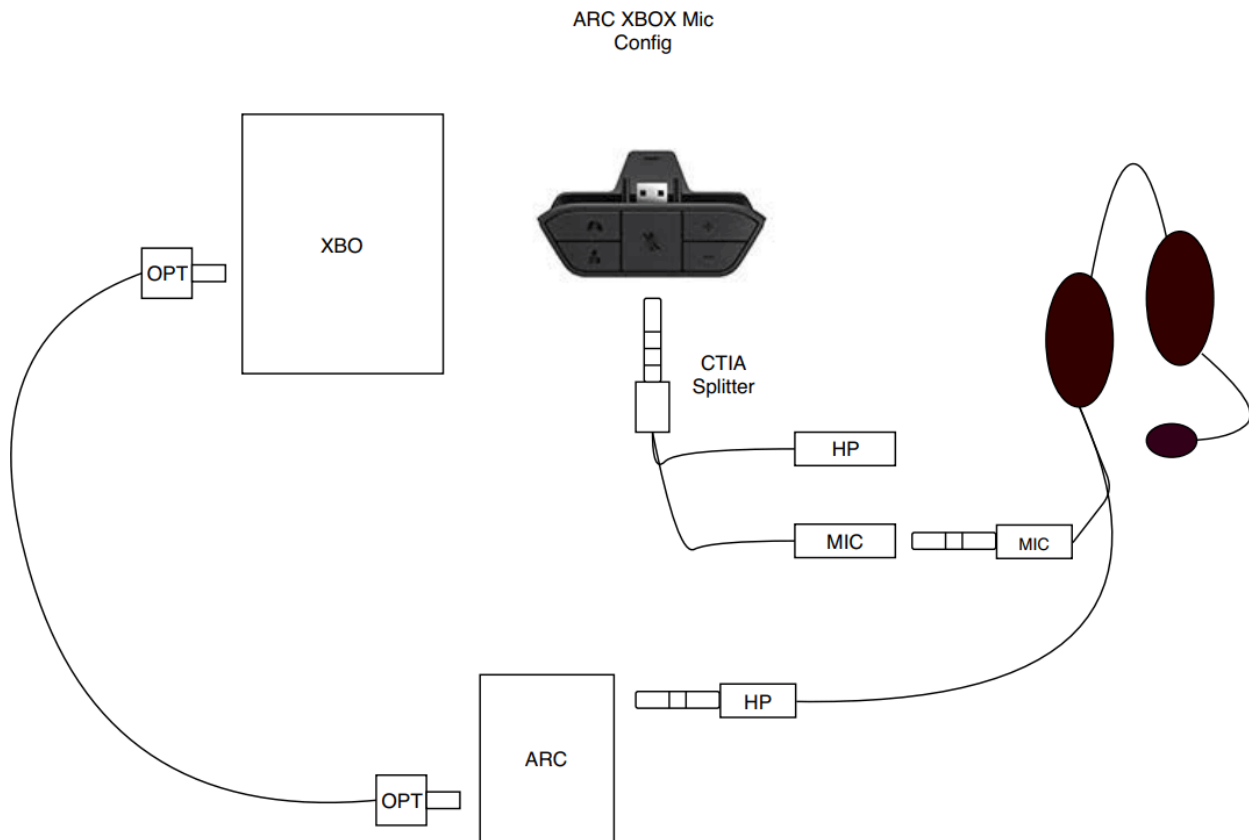 ARC XBOX Mic
Config
XBO
OPT
CTIA
Splitter
HP
MIC
MIC
HP
ARC
OPT